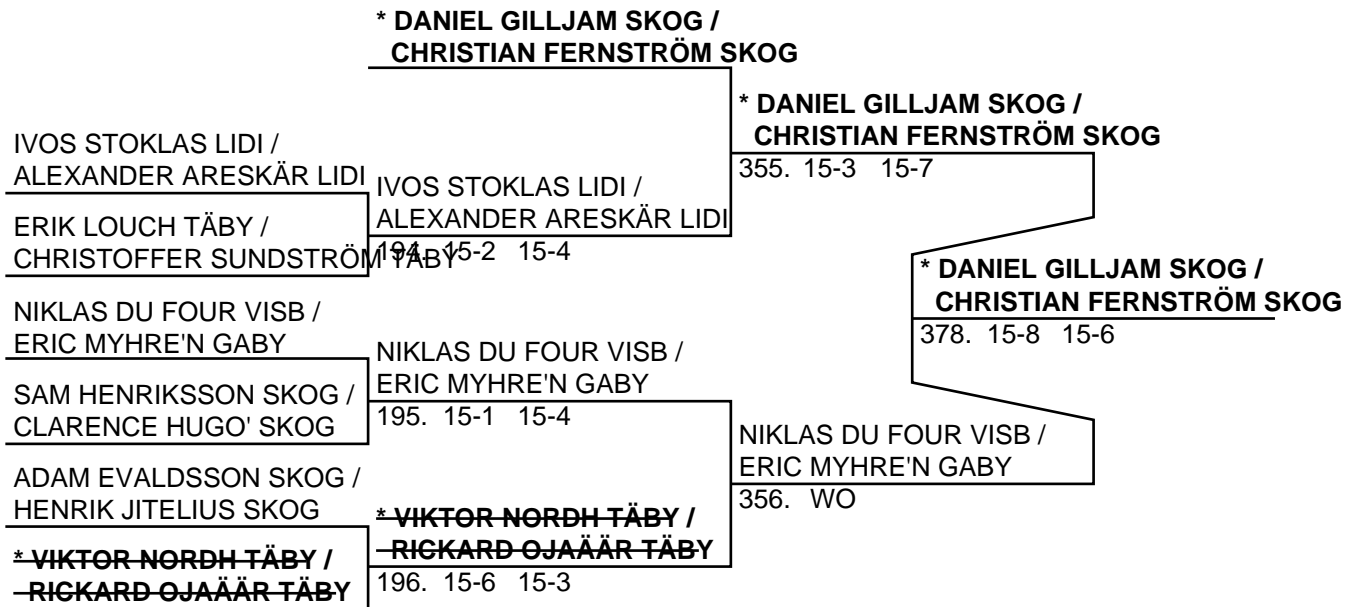 * DANIEL GILLJAM SKOG /
CHRISTIAN FERNSTRÖM SKOG
* DANIEL GILLJAM SKOG /
CHRISTIAN FERNSTRÖM SKOG
355. 15-3 15-7
IVOS STOKLAS LIDI /
ALEXANDER ARESKÄR LIDI
IVOS STOKLAS LIDI /
ALEXANDER ARESKÄR LIDI
194. 15-2 15-4
ERIK LOUCH TÄBY /
CHRISTOFFER SUNDSTRÖM TÄBY
* DANIEL GILLJAM SKOG /
CHRISTIAN FERNSTRÖM SKOG
378. 15-8 15-6
NIKLAS DU FOUR VISB /
ERIC MYHRE'N GABY
NIKLAS DU FOUR VISB /
ERIC MYHRE'N GABY
195. 15-1 15-4
SAM HENRIKSSON SKOG /
CLARENCE HUGO' SKOG
NIKLAS DU FOUR VISB /
ERIC MYHRE'N GABY
356. WO
ADAM EVALDSSON SKOG /
HENRIK JITELIUS SKOG
* VIKTOR NORDH TÄBY /
RICKARD OJAÄÄR TÄBY
196. 15-6 15-3
* VIKTOR NORDH TÄBY /
RICKARD OJAÄÄR TÄBY